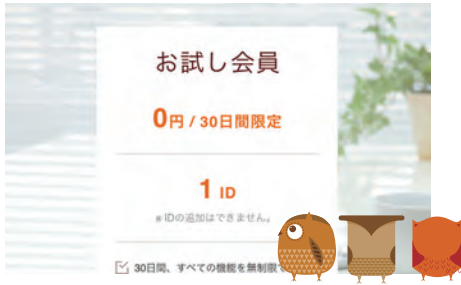 お試し会員
0円 / 30日間限定
1 ID
※IDの追加はできません。
30日間、すべての機能を無制限